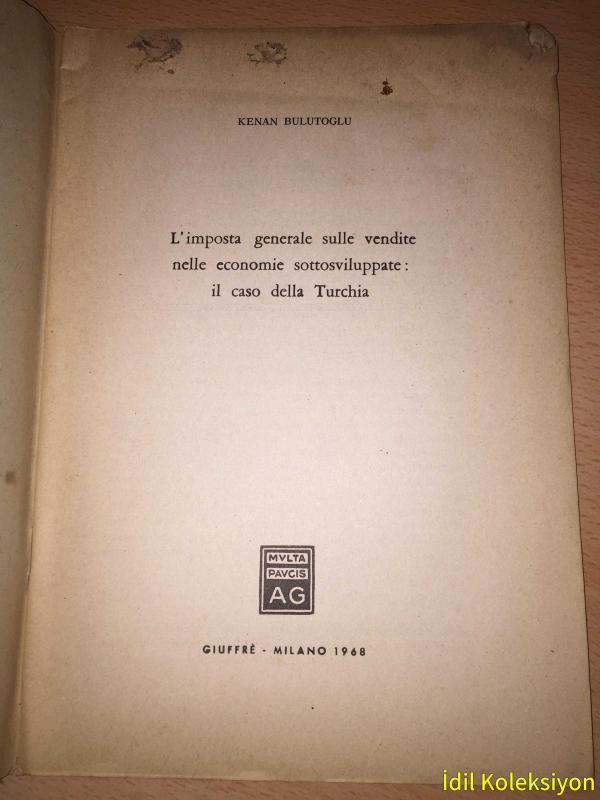 KENAN BULUTOGLU
L'imposta generale sulle vendite
nelle economie sottosviluppate:
il caso della Turchia
MVLTA
PAVCIS
AG
GIUFFRÈ - MILANO 1968
İdil Koleksiyon